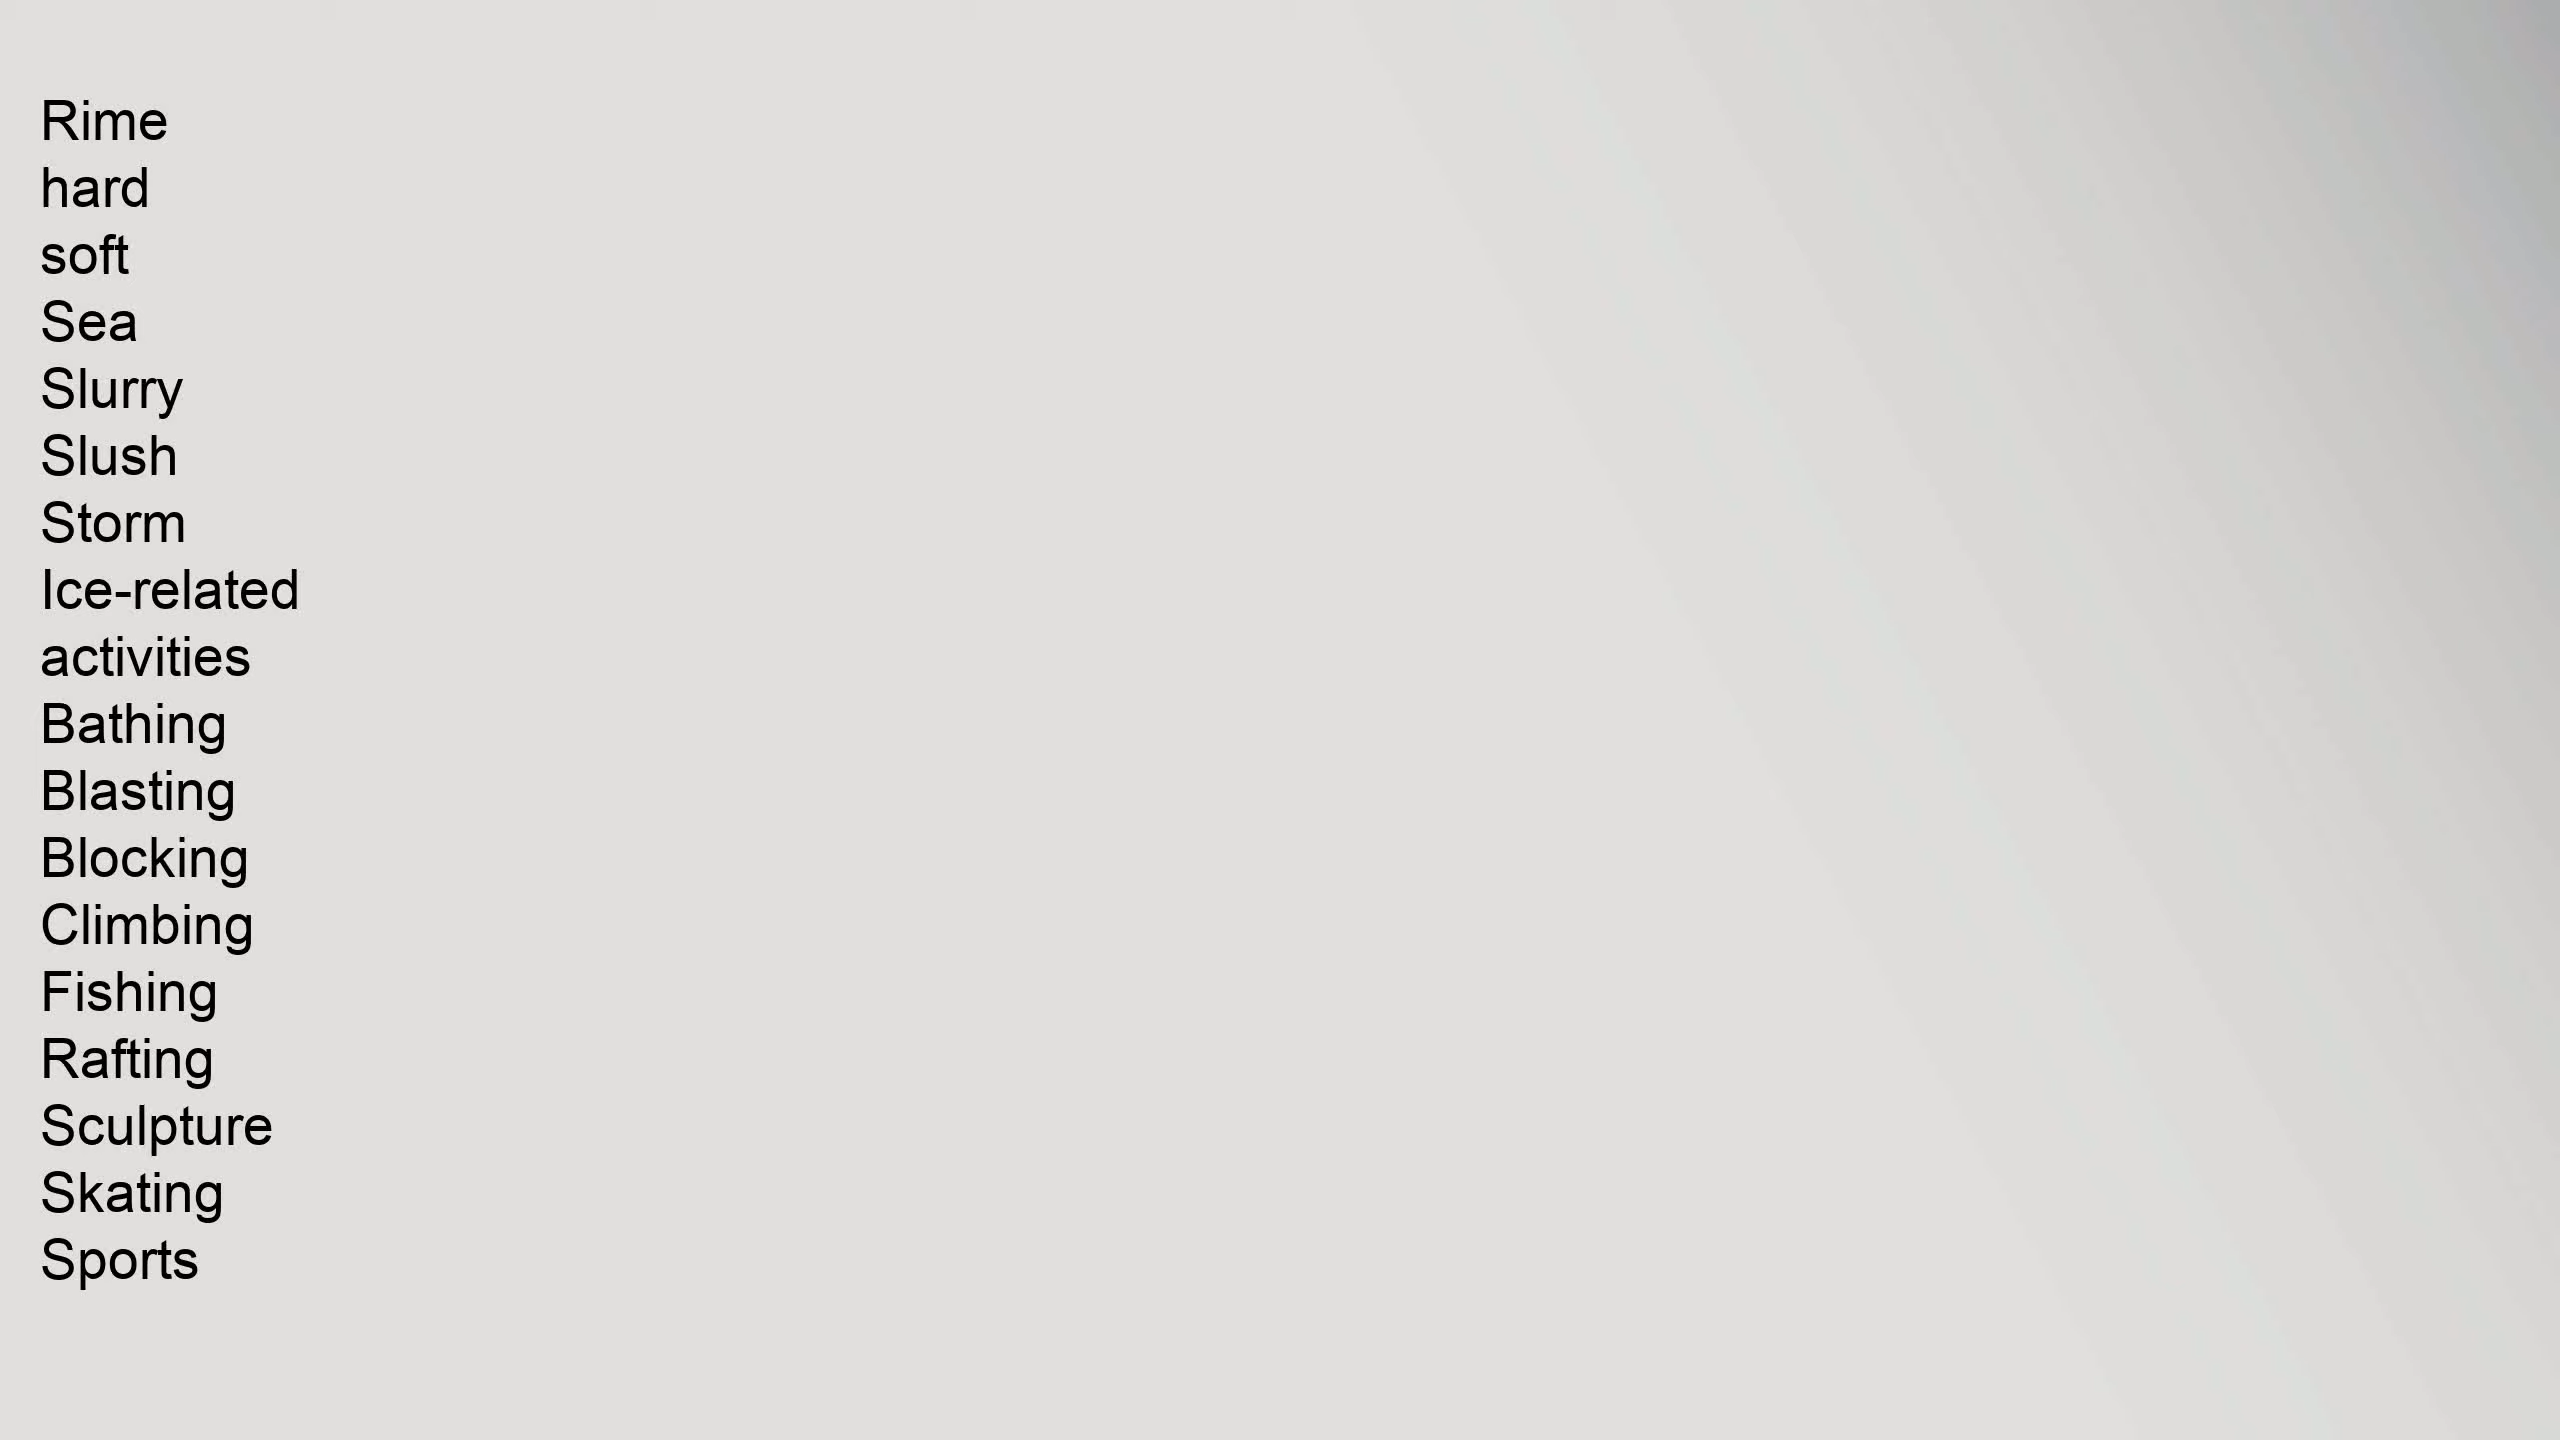 Rime
hard
soft
Sea
Slurry
Slush
Storm
Ice-related
activities
Bathing
Blasting
Blocking
Climbing
Fishing
Rafting
Sculpture
Skating
Sports